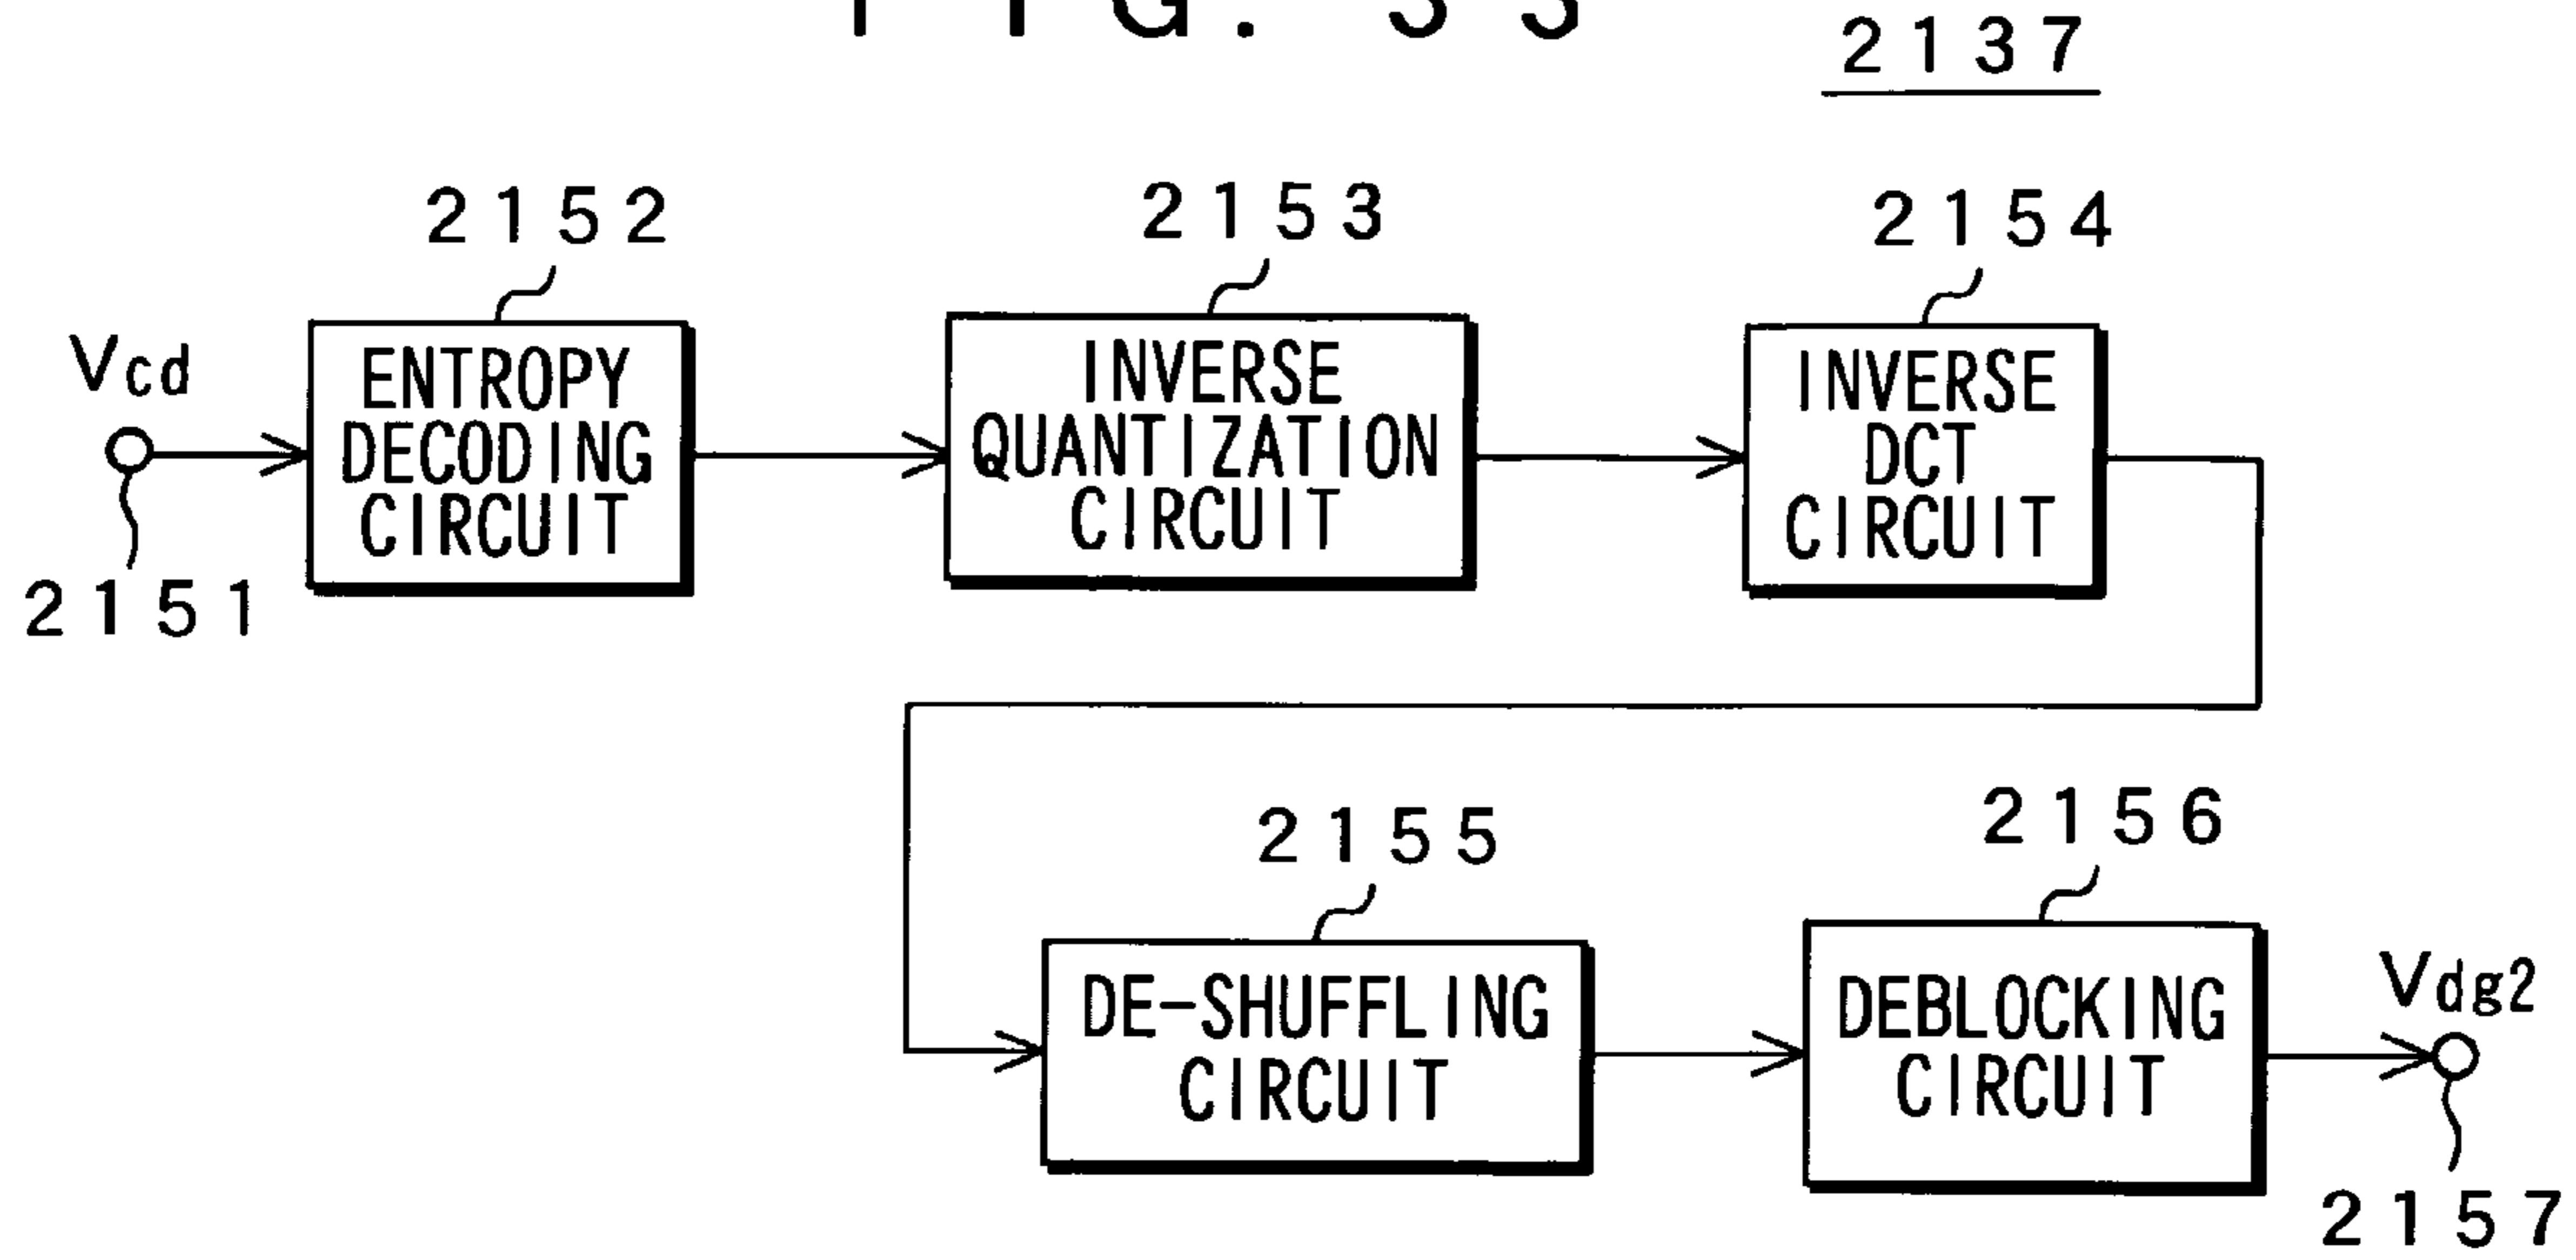 FIG.
2137
2152
2153
2154
Vcd
ENTROPY
DECODING
CIRCUIT
INVERSE
QUANTIZATION
CIRCUIT
INVERSE
DCT
CIRCUIT
2151
2155
2156
DE-SHUFFLING
CIRCUIT
DEBLOCKING
CIRCUIT
Vdg2
2157